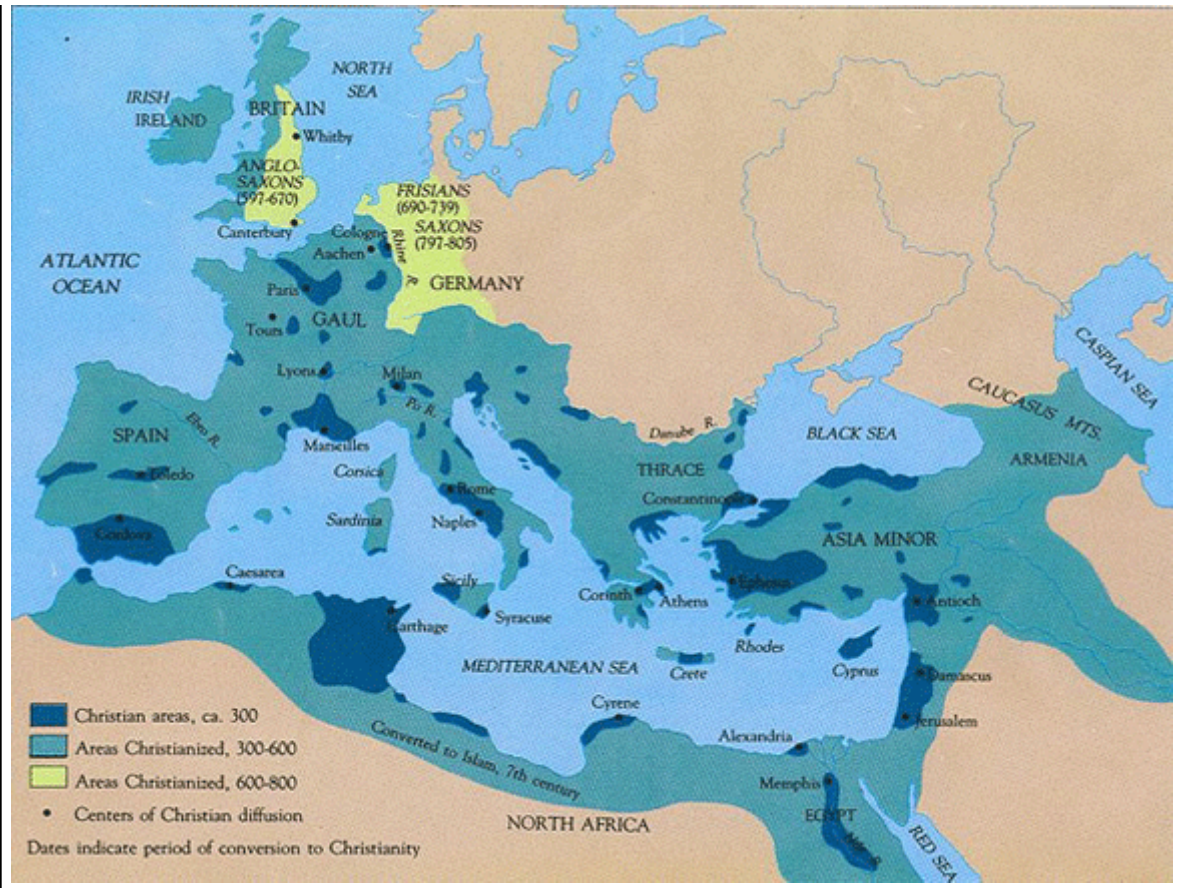 NORTH
SEA
IRISH
IRELAND
BRITAIN
Whitby
ANGLO-
SAXONS
(597-670)
FRISIANS
(690-739)
SAXONS
(797-805)
Canterbury
Cologne
Aachen
Rhine R.
GERMANY
ATLANTIC
OCEAN
Paris
GAUL
Tours
Lyons
Milan
Po R.
CASPIAN SEA
CAUCASUS MTS.
SPAIN
Ebro R.
Marseilles
Danube R.
BLACK SEA
THRACE
ARMENIA
Toledo
Corsica
Rome
Constantinople
Sardinia
Naples
Cordova
ASIA MINOR
Caesarea
Sicily
Ephesus
Corinth
Athens
Antioch
Carthage
Syracuse
Rhodes
MEDITERRANEAN SEA
Crete
Cyprus
Damascus
Cyrene
Jerusalem
Alexandria
Converted to Islam, 7th century
Memphis
EGYPT
Nile R.
RED SEA
NORTH AFRICA
Christian areas, ca. 300
Areas Christianized, 300-600
Areas Christianized, 600-800
Centers of Christian diffusion
Dates indicate period of conversion to Christianity